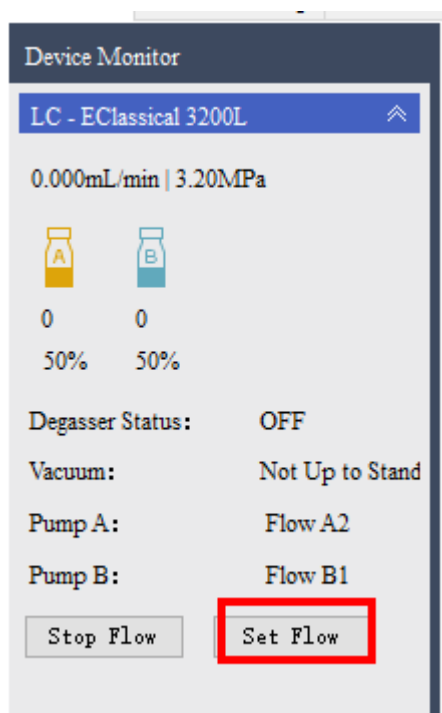 Device Monitor
LC - EClassical 3200L
0.000mL/min | 3.20MPa
A B
0 0
50% 50%
Degasser Status: OFF
Vacuum: Not Up to Stand
Pump A: Flow A2
Pump B: Flow B1
Stop Flow Set Flow